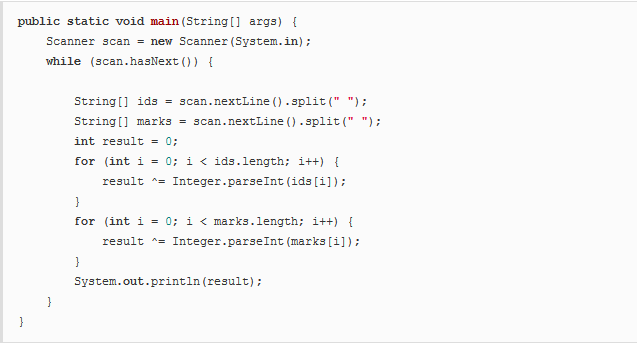 public static void main(String[] args) {
    Scanner scan = new Scanner(System.in);
    while (scan.hasNext()) {
        String[] ids = scan.nextLine().split(" ");
        String[] marks = scan.nextLine().split(" ");
        int result = 0;
        for (int i = 0; i < ids.length; i++) {
            result ^= Integer.parseInt(ids[i]);
        }
        for (int i = 0; i < marks.length; i++) {
            result ^= Integer.parseInt(marks[i]);
        }
        System.out.println(result);
    }
}